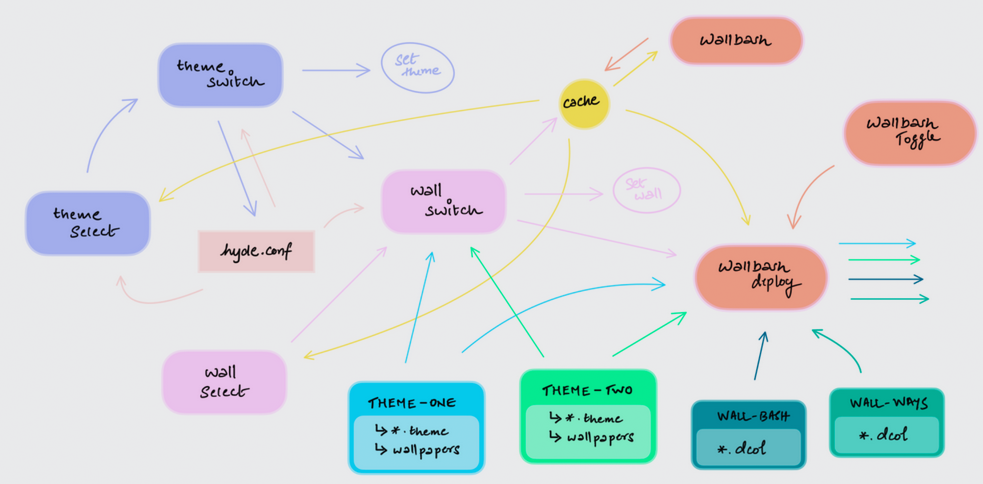 wallbash
theme.
switch
set
theme
cache
wallbash
Toggle
wall.
switch
set
wall
theme
select
hyde.conf
wallbash
deploy
wall
select
THEME-ONE
↳ *.theme
↳ wallpapers
THEME-TWO
↳ *.theme
↳ wallpapers
WALL-BASH
*.dcol
WALL-WAYS
*.dcol